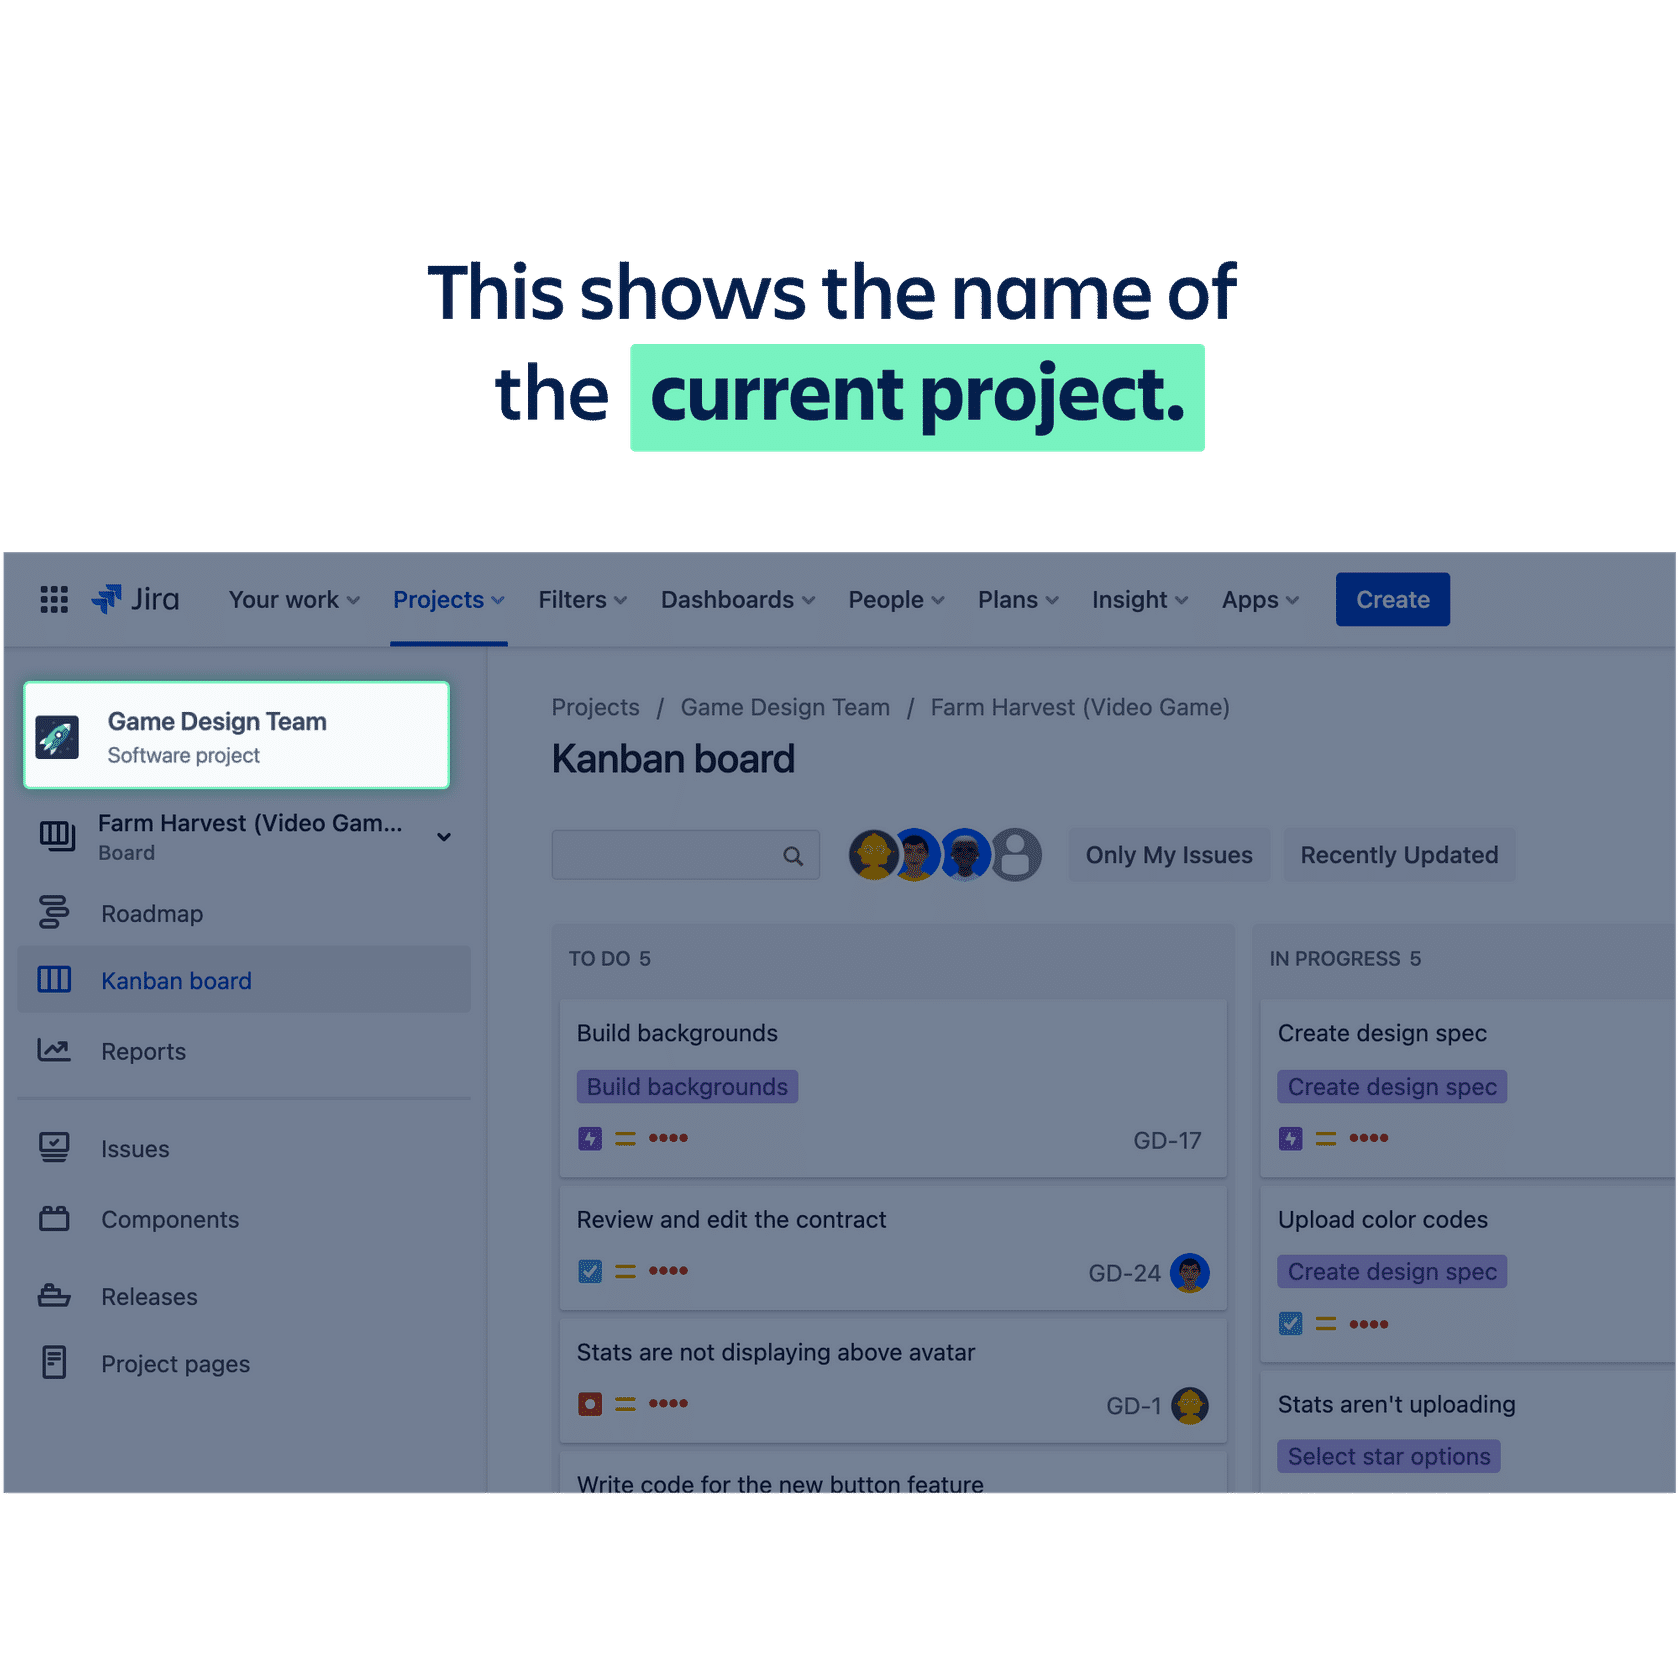 This shows the name of
the current project.
Jira Your work Projects Filters Dashboards People Plans Insight Apps Create
Game Design Team
Software project
Farm Harvest (Video Gam...
Board
Roadmap
Kanban board
Reports
Issues
Components
Releases
Project pages
Projects / Game Design Team / Farm Harvest (Video Game)
Kanban board
Only My Issues Recently Updated
TO DO 5
Build backgrounds
Build backgrounds
GD-17
Review and edit the contract
GD-24
Stats are not displaying above avatar
GD-1
Write code for the new button feature
IN PROGRESS 5
Create design spec
Create design spec
Upload color codes
Create design spec
Stats aren't uploading
Select star options